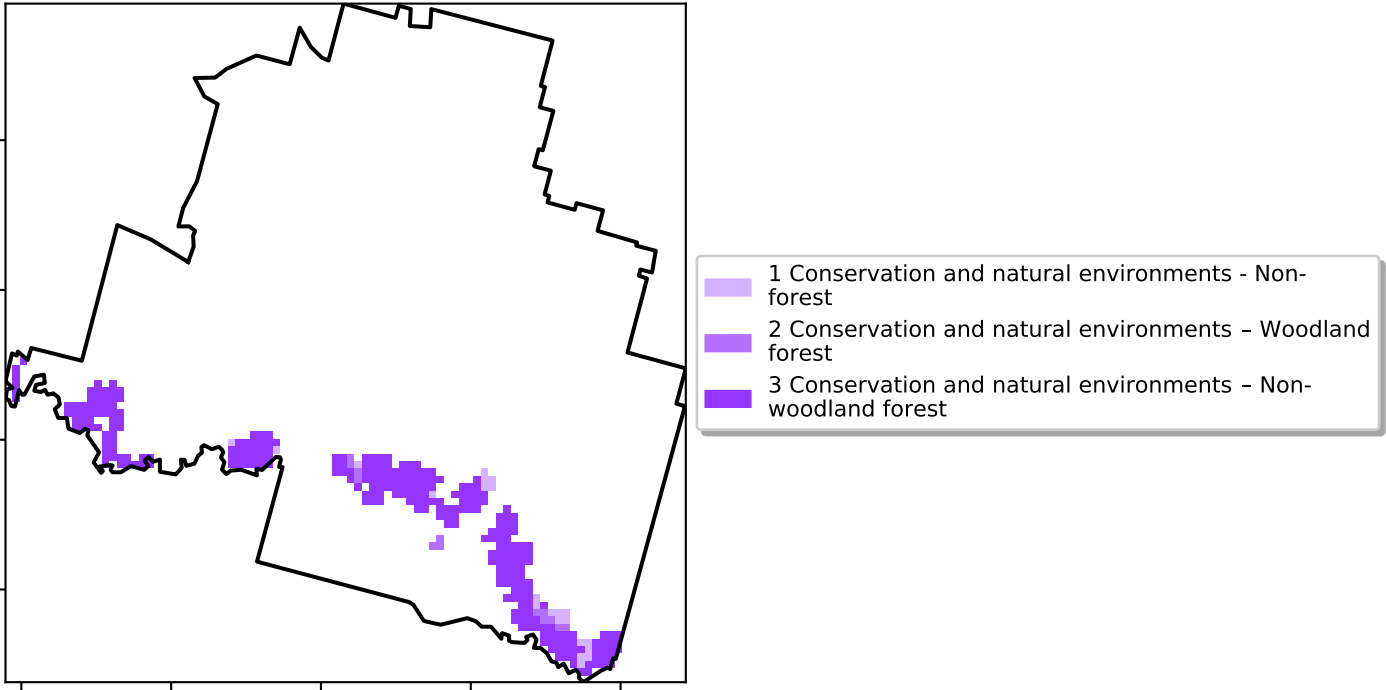 1 Conservation and natural environments - Non-
forest
2 Conservation and natural environments – Woodland
forest
3 Conservation and natural environments – Non-
woodland forest